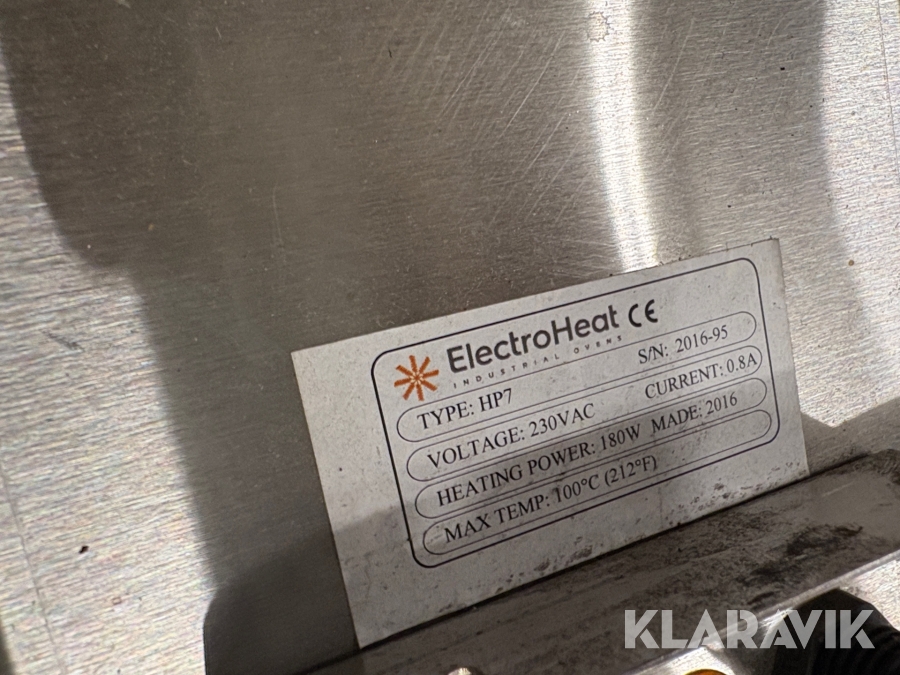 ElectroHeat CE
INDUSTRIAL OVENS
TYPE: HP7 S/N: 2016-95
VOLTAGE: 230VAC CURRENT: 0.8A
HEATING POWER: 180W MADE: 2016
MAX TEMP: 100°C (212°F)
KLARAVIK